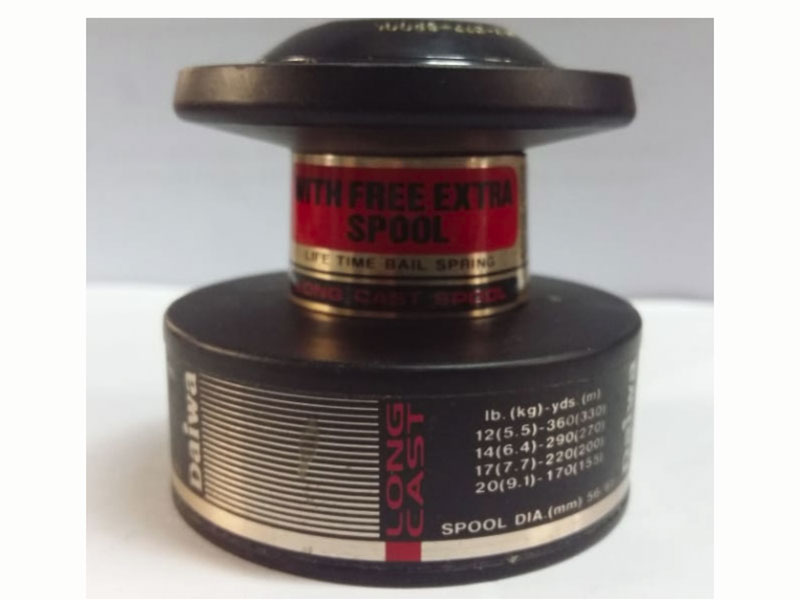 WITH FREE EXTRA
SPOOL
LIFE TIME BAIL SPRING
LONG CAST SPOOL
Daiwa
LONG
CAST
lb.(kg)-yds.(m)
12(5.5)-360(330)
14(6.4)-290(270)
17(7.7)-220(200)
20(9.1)-170(155)
SPOOL DIA.(mm)
Daiwa